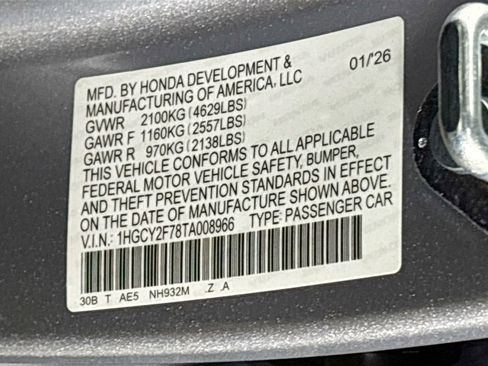 MFD. BY HONDA DEVELOPMENT & 01/'26
MANUFACTURING OF AMERICA, LLC
GVWR 2100KG(4629LBS)
GAWR F 1160KG(2557LBS)
GAWR R 970KG(2138LBS)
THIS VEHICLE CONFORMS TO ALL APPLICABLE
FEDERAL MOTOR VEHICLE SAFETY, BUMPER,
AND THEFT PREVENTION STANDARDS IN EFFECT
ON THE DATE OF MANUFACTURE SHOWN ABOVE.
V.I.N.: 1HGCY2F78TA008966 TYPE: PASSENGER CAR
30B T AE5 NH932M .Z .A